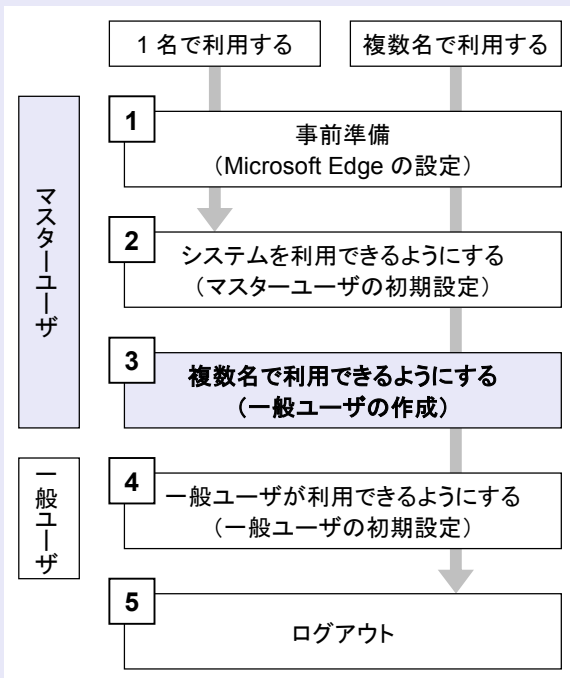 1 名で利用する
複数名で利用する
マスターユーザ
1
事前準備
（Microsoft Edge の設定）
2
システムを利用できるようにする
（マスターユーザの初期設定）
3
複数名で利用できるようにする
（一般ユーザの作成）
一般ユーザ
4
一般ユーザが利用できるようにする
（一般ユーザの初期設定）
5
ログアウト